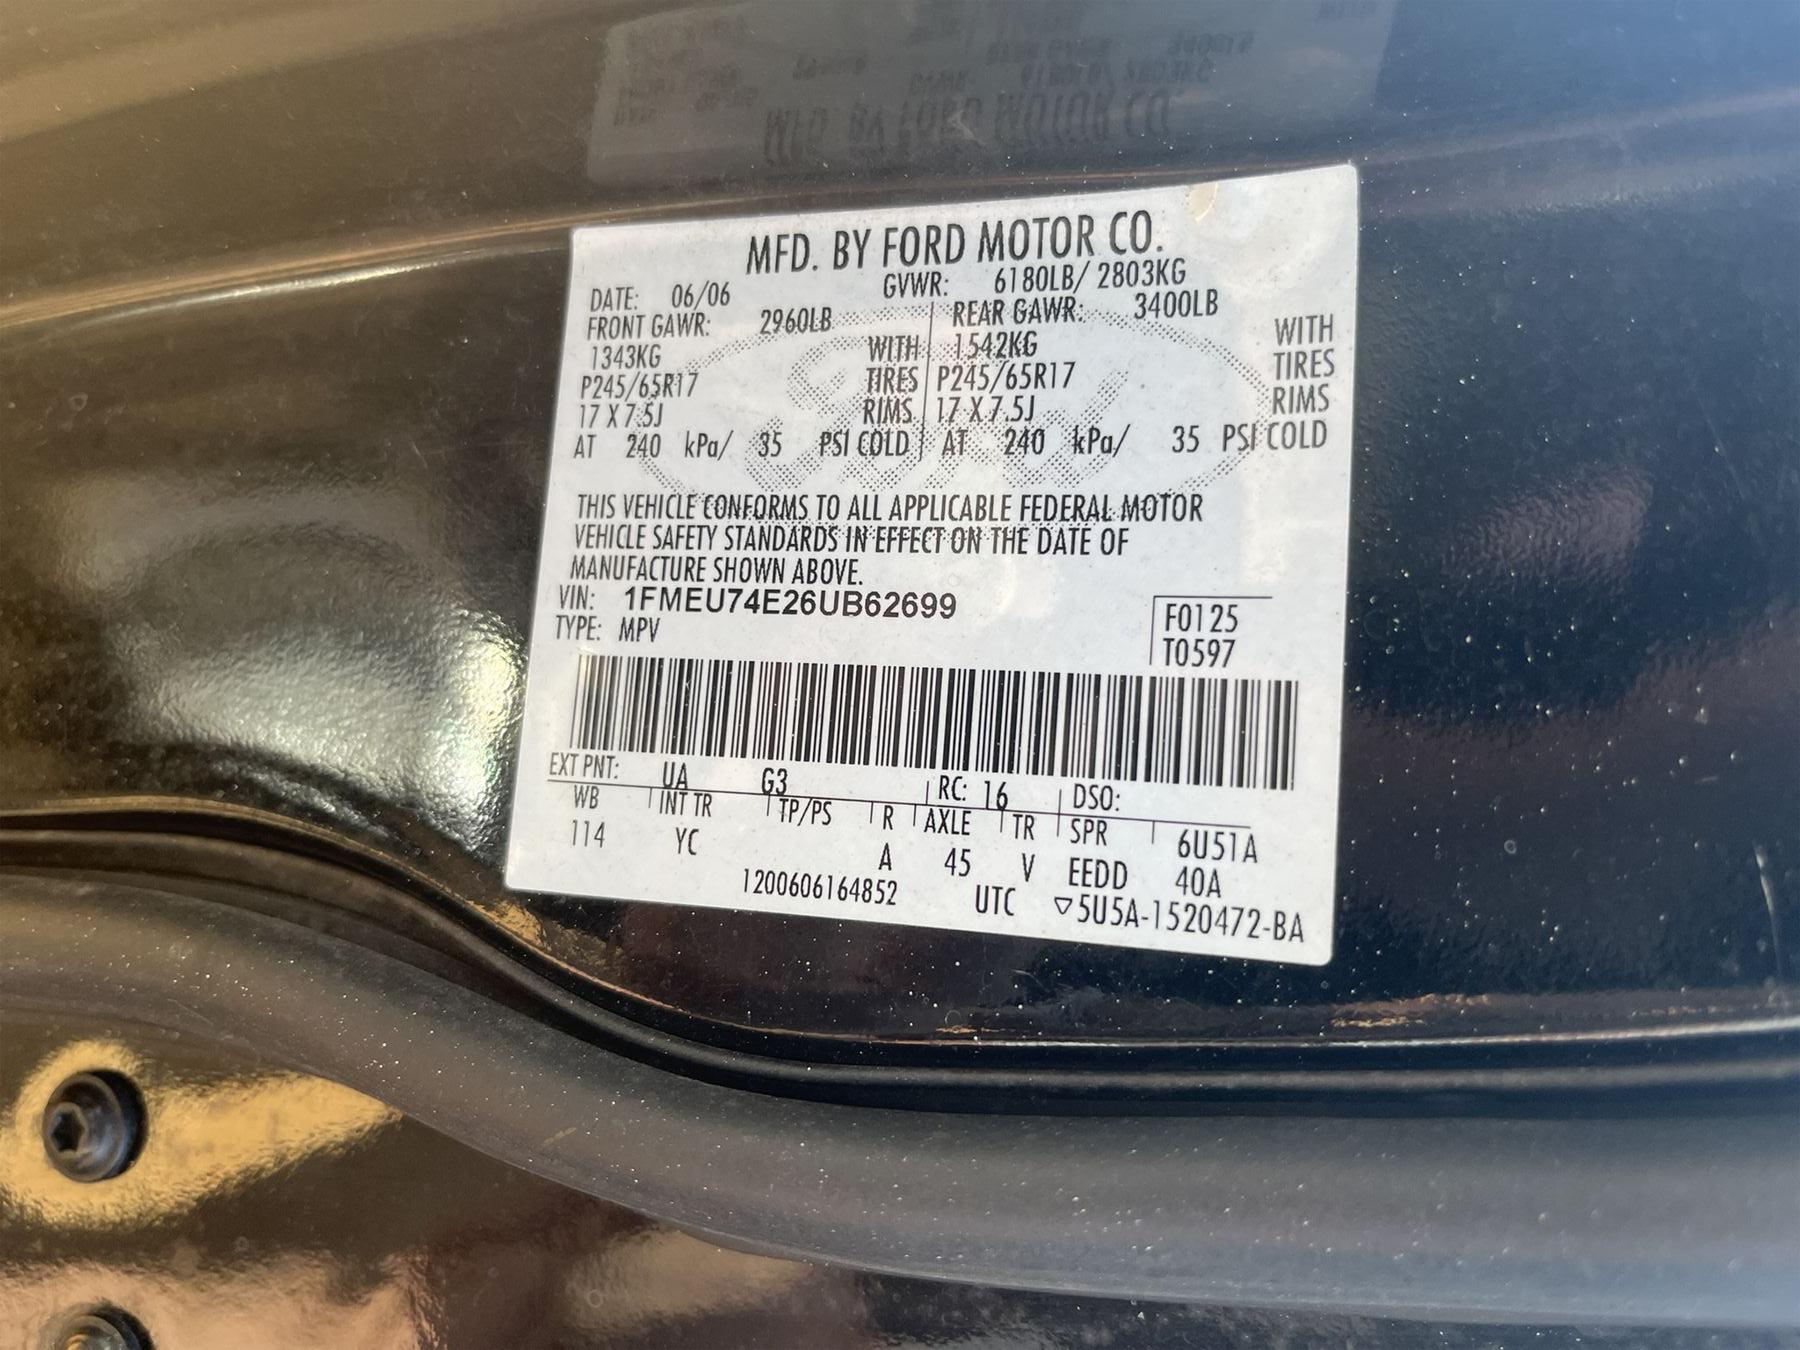 MFD. BY FORD MOTOR CO.
DATE: 06/06 GVWR: 6180LB/ 2803KG
FRONT GAWR: 2960LB REAR GAWR: 3400LB
1343KG WITH 1542KG WITH
P245/65R17 TIRES P245/65R17 TIRES
17 X 7.5J RIMS 17 X 7.5J RIMS
AT 240 kPa/ 35 PSI COLD AT 240 kPa/ 35 PSI COLD
THIS VEHICLE CONFORMS TO ALL APPLICABLE FEDERAL MOTOR
VEHICLE SAFETY STANDARDS IN EFFECT ON THE DATE OF
MANUFACTURE SHOWN ABOVE.
VIN: 1FMEU74E26UB62699
TYPE: MPV
F0125
T0597
EXT PNT: UA G3 RC: 16 DSO:
WB INT TR TP/PS R AXLE TR SPR 6U51A
114 YC A 45 V EEDD 40A
1200606164852 UTC ▽5U5A-1520472-BA